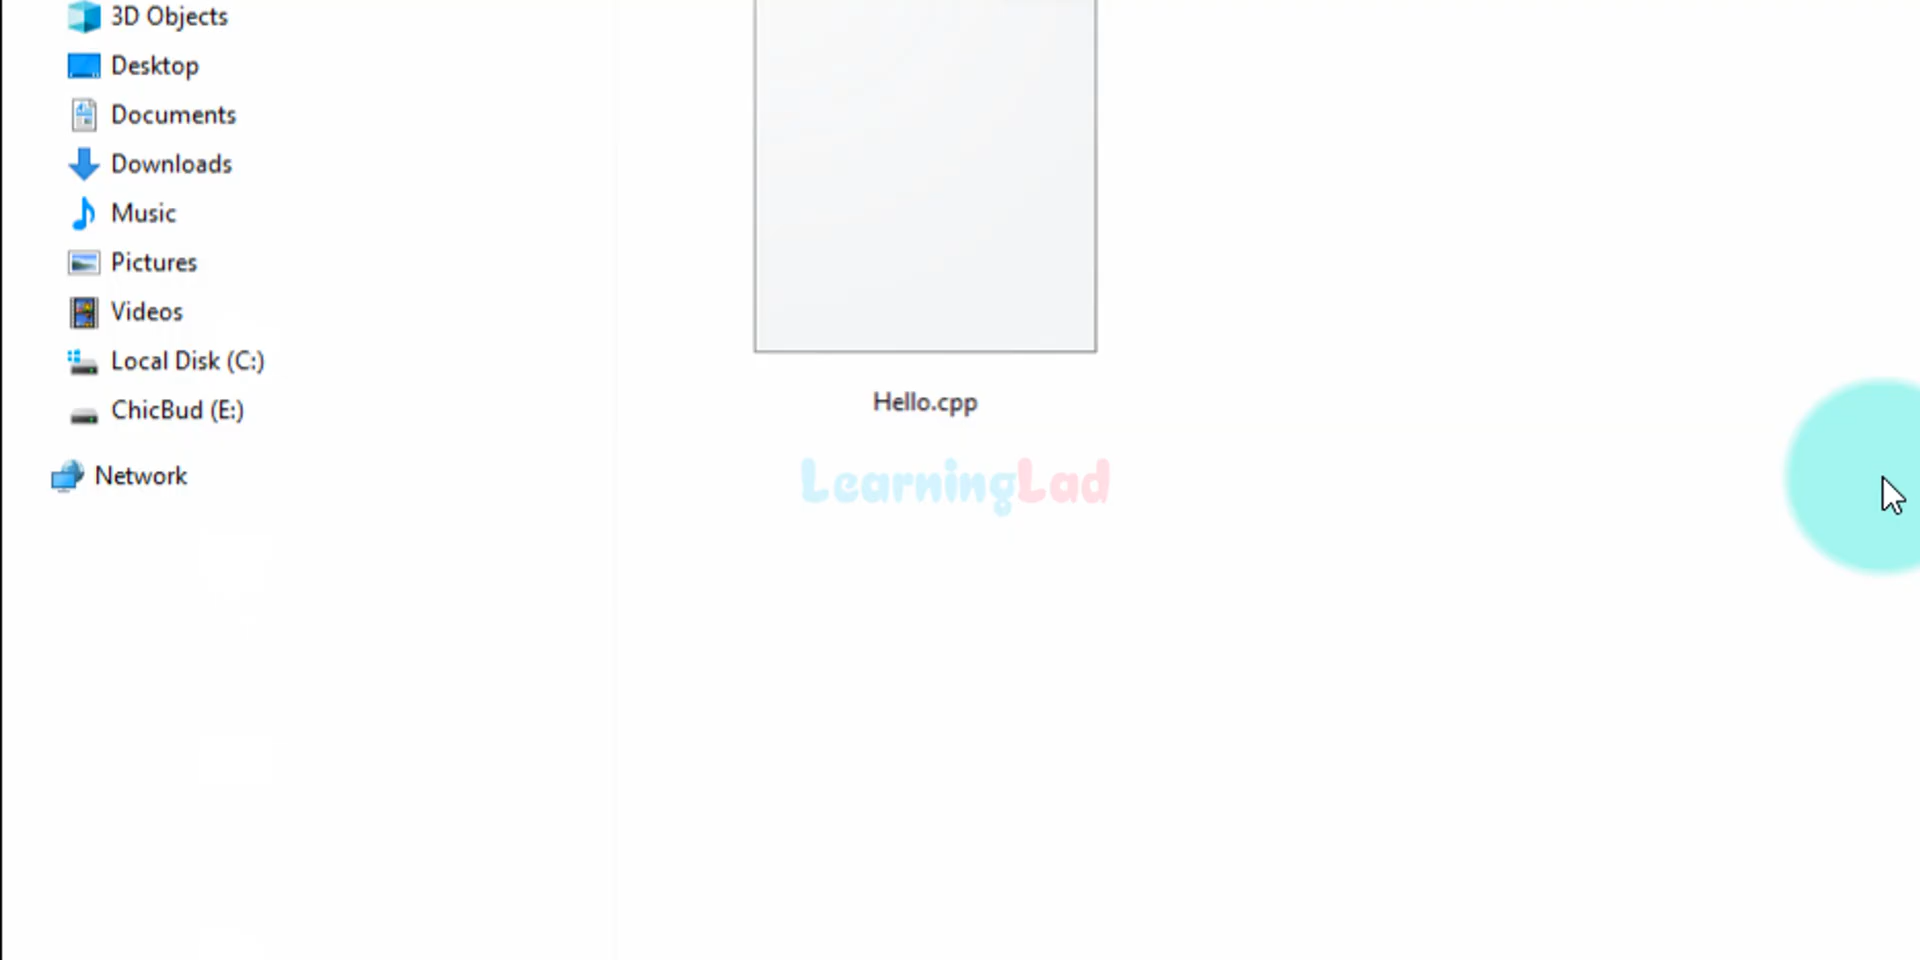 3D Objects
Desktop
Documents
Downloads
Music
Pictures
Videos
Local Disk (C:)
ChicBud (E:)
Network
Hello.cpp
LearningLad